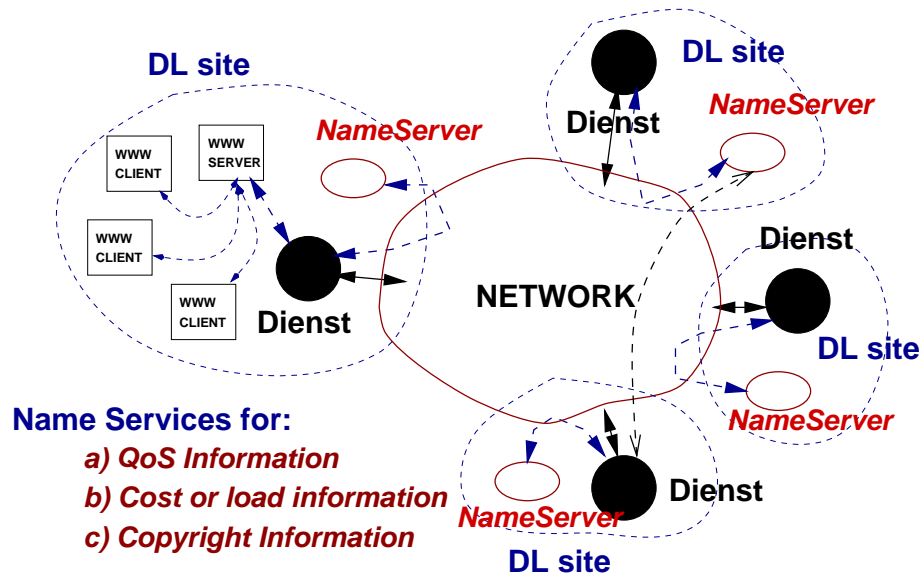 DL site
NameServer
WWW
CLIENT
WWW
SERVER
WWW
CLIENT
WWW
CLIENT
Dienst
DL site
Dienst
NameServer
NETWORK
Dienst
DL site
NameServer
Dienst
NameServer
DL site
Name Services for:
a) QoS Information
b) Cost or load information
c) Copyright Information